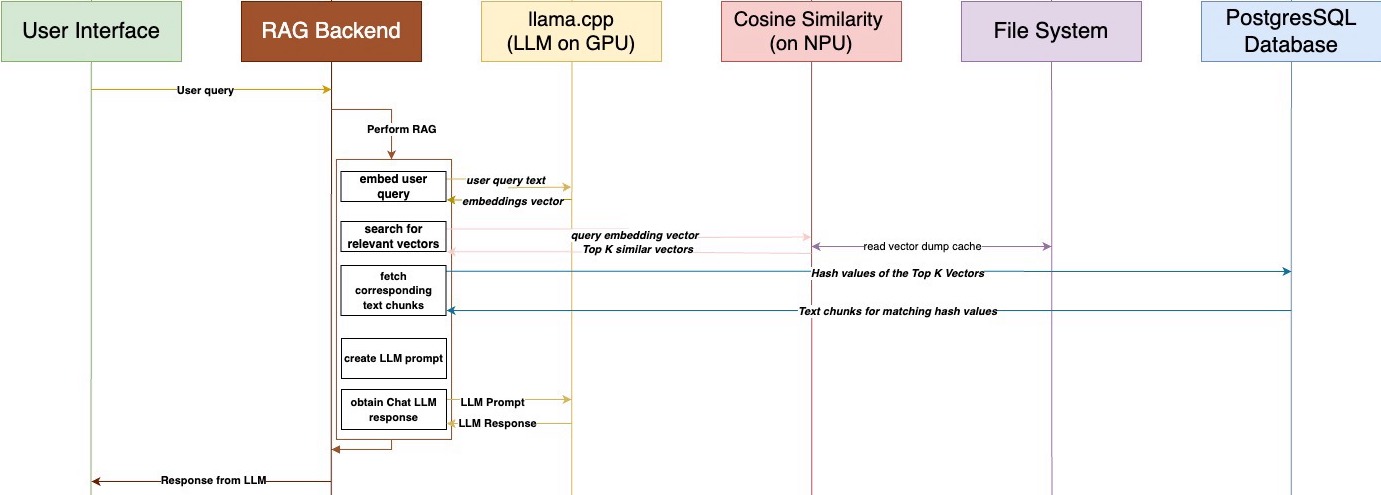 User Interface
RAG Backend
llama.cpp
(LLM on GPU)
Cosine Similarity
(on NPU)
File System
PostgresSQL
Database
User query
Perform RAG
embed user
query
user query text
embeddings vector
search for
relevant vectors
query embedding vector
Top K similar vectors
read vector dump cache
fetch
corresponding
text chunks
Hash values of the Top K Vectors
Text chunks for matching hash values
create LLM prompt
obtain Chat LLM
response
LLM Prompt
LLM Response
Response from LLM